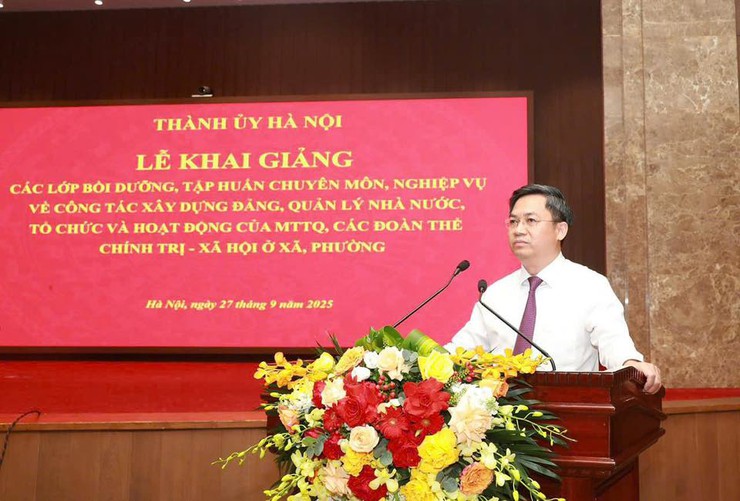 THÀNH ỦY HÀ NỘI
LỄ KHAI GIẢNG
CÁC LỚP BỒI DƯỠNG, TẬP HUẤN CHUYÊN MÔN, NGHIỆP VỤ
VỀ CÔNG TÁC XÂY DỰNG ĐẢNG, QUẢN LÝ NHÀ NƯỚC,
TỔ CHỨC VÀ HOẠT ĐỘNG CỦA MTTQ, CÁC ĐOÀN THỂ
CHÍNH TRỊ - XÃ HỘI Ở XÃ, PHƯỜNG
Hà Nội, ngày 27 tháng 9 năm 2025